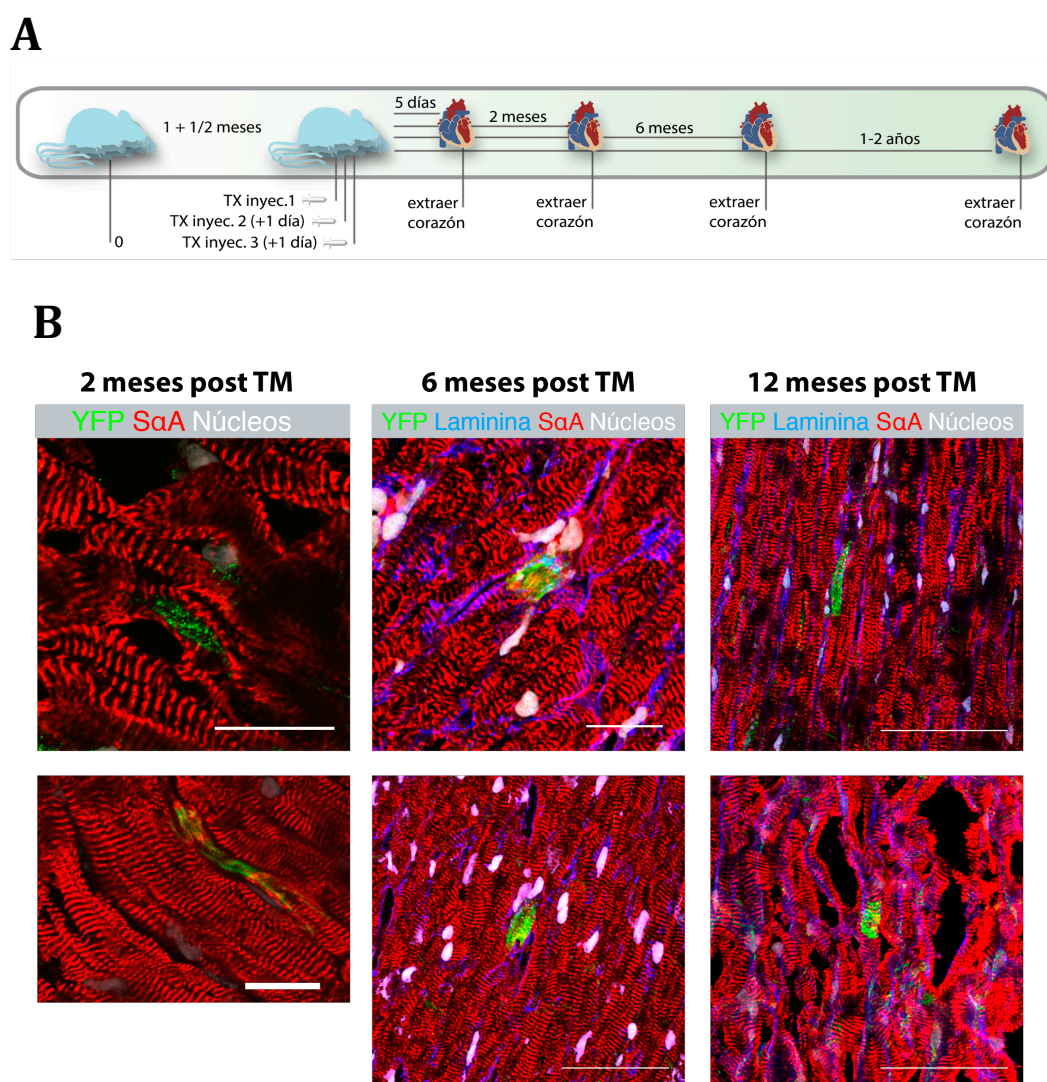 A
5 días
1 + 1/2 meses
2 meses
6 meses
1-2 años
TX inyec.1
TX inyec. 2 (+1 día)
TX inyec. 3 (+1 día)
0
extraer
corazón
extraer
corazón
extraer
corazón
extraer
corazón
B
2 meses post TM
YFP SαA Núcleos
6 meses post TM
YFP Laminina SαA Núcleos
12 meses post TM
YFP Laminina SαA Núcleos